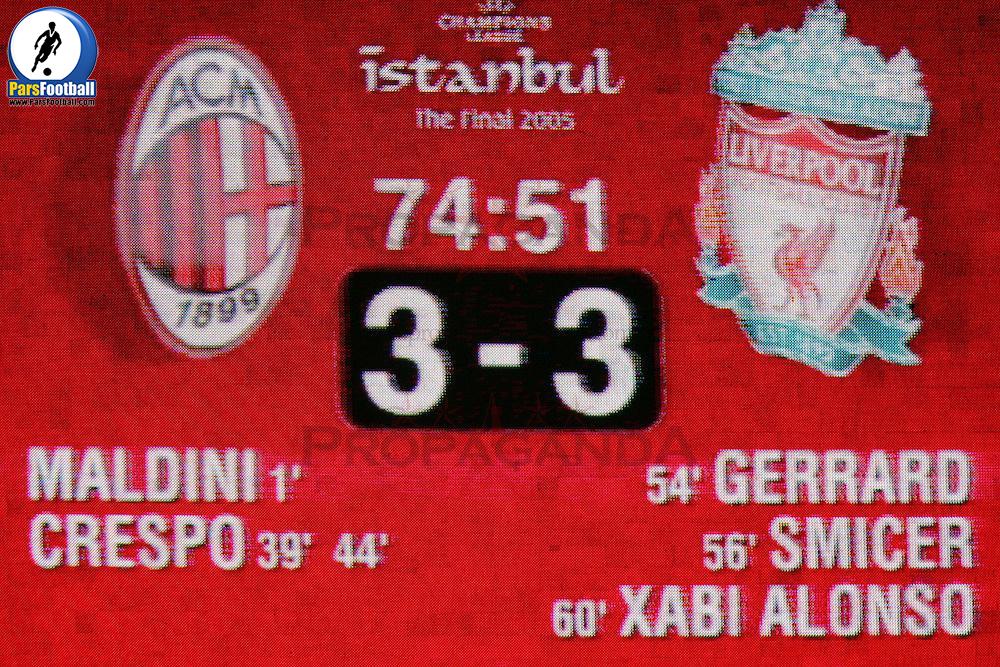 CHAMPIONS
LEAGUE
istanbul
The Final 2005
ACM
1899
LIVERPOOL
74:51
3 - 3
MALDINI 1'
CRESPO 39' 44'
54' GERRARD
56' SMICER
60' XABI ALONSO
PROPAGANDA
PROPAGANDA
ParsFootball
www.ParsFootball.com